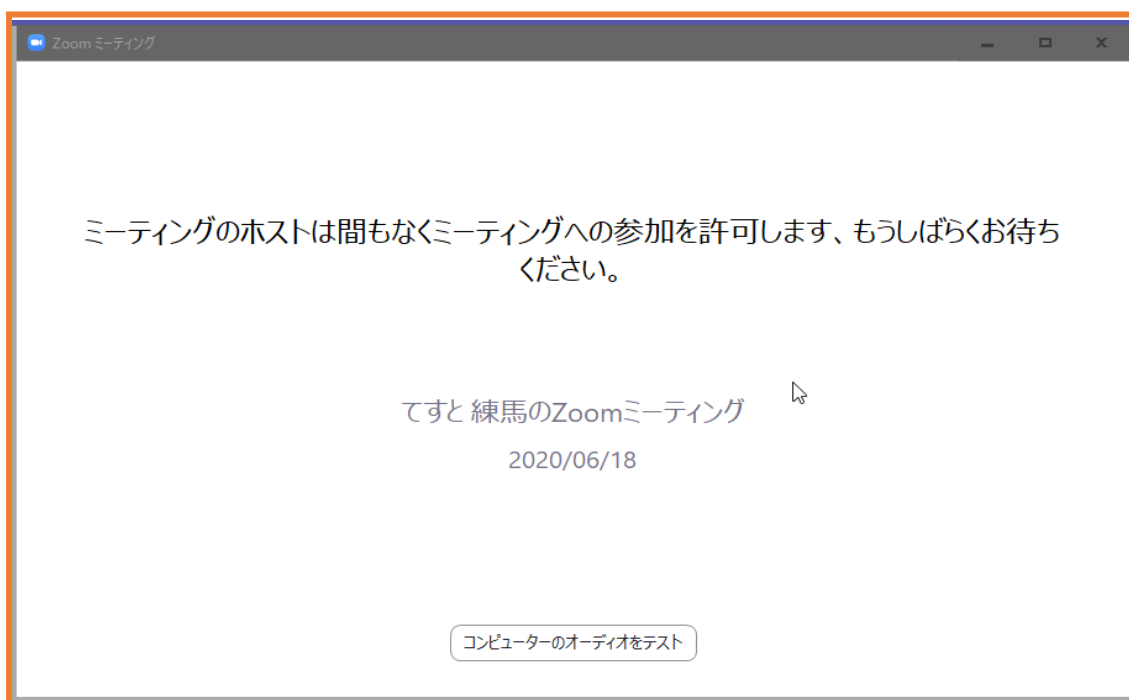 Zoom ミーティング
ミーティングのホストは間もなくミーティングへの参加を許可します、もうしばらくお待ち
ください。
てすと 練馬のZoomミーティング
2020/06/18
コンピューターのオーディオをテスト